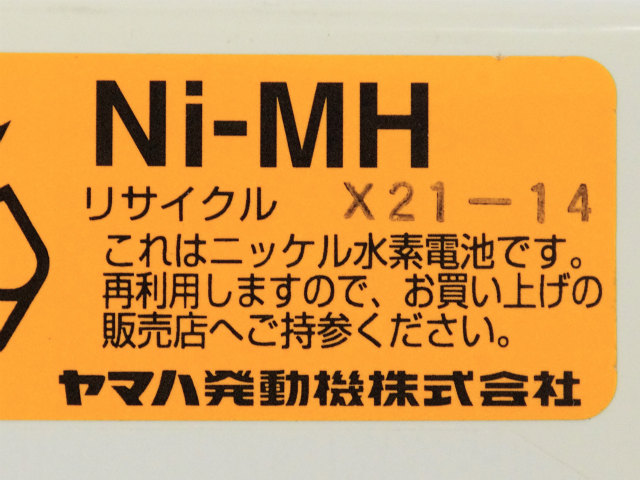 Ni-MH
リサイクル X21-14
これはニッケル水素電池です。
再利用しますので、お買い上げの
販売店へご持参ください。
ヤマハ発動機株式会社